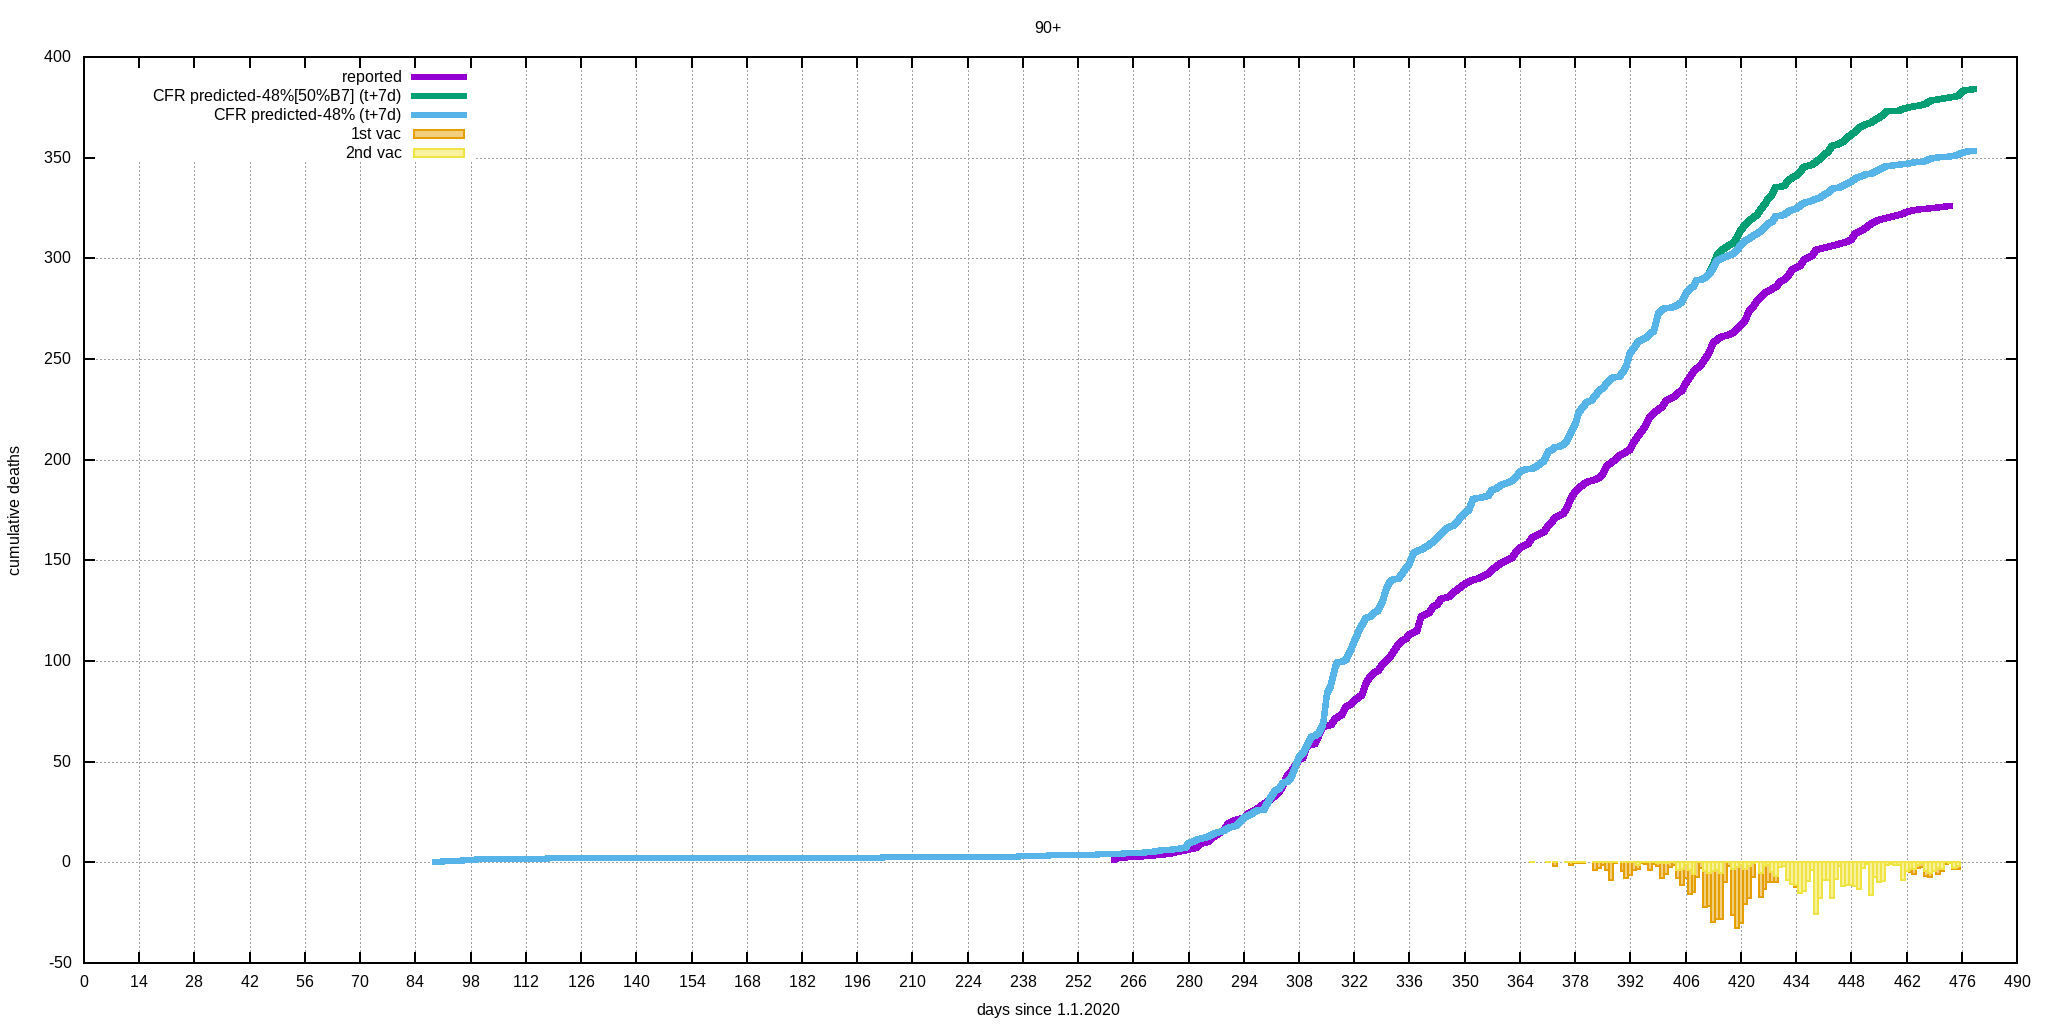 90+
400
350
300
250
200
150
100
50
0
-50
cumulative deaths
reported
CFR predicted-48%[50%B7] (t+7d)
CFR predicted-48% (t+7d)
1st vac
2nd vac
0 14 28 42 56 70 84 98 112 126 140 154 168 182 196 210 224 238 252 266 280 294 308 322 336 350 364 378 392 406 420 434 448 462 476 490
days since 1.1.2020